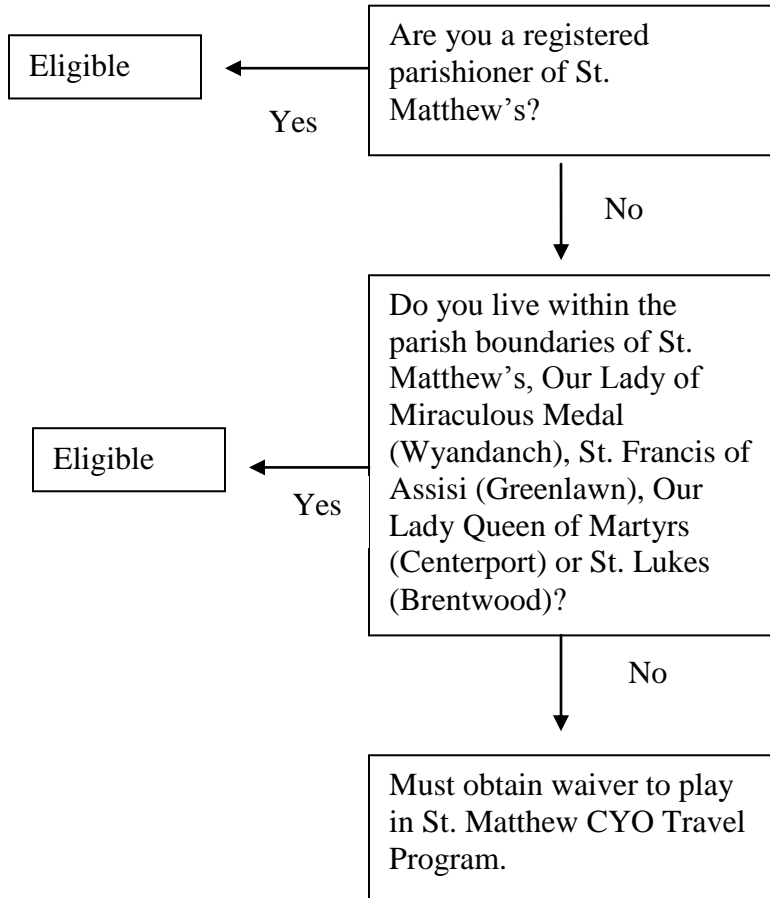 Are you a registered
parishioner of St.
Matthew’s?
Eligible
Yes
No
Do you live within the
parish boundaries of St.
Matthew’s, Our Lady of
Miraculous Medal
(Wyandanch), St. Francis of
Assisi (Greenlawn), Our
Lady Queen of Martyrs
(Centerport) or St. Lukes
(Brentwood)?
Eligible
Yes
No
Must obtain waiver to play
in St. Matthew CYO Travel
Program.